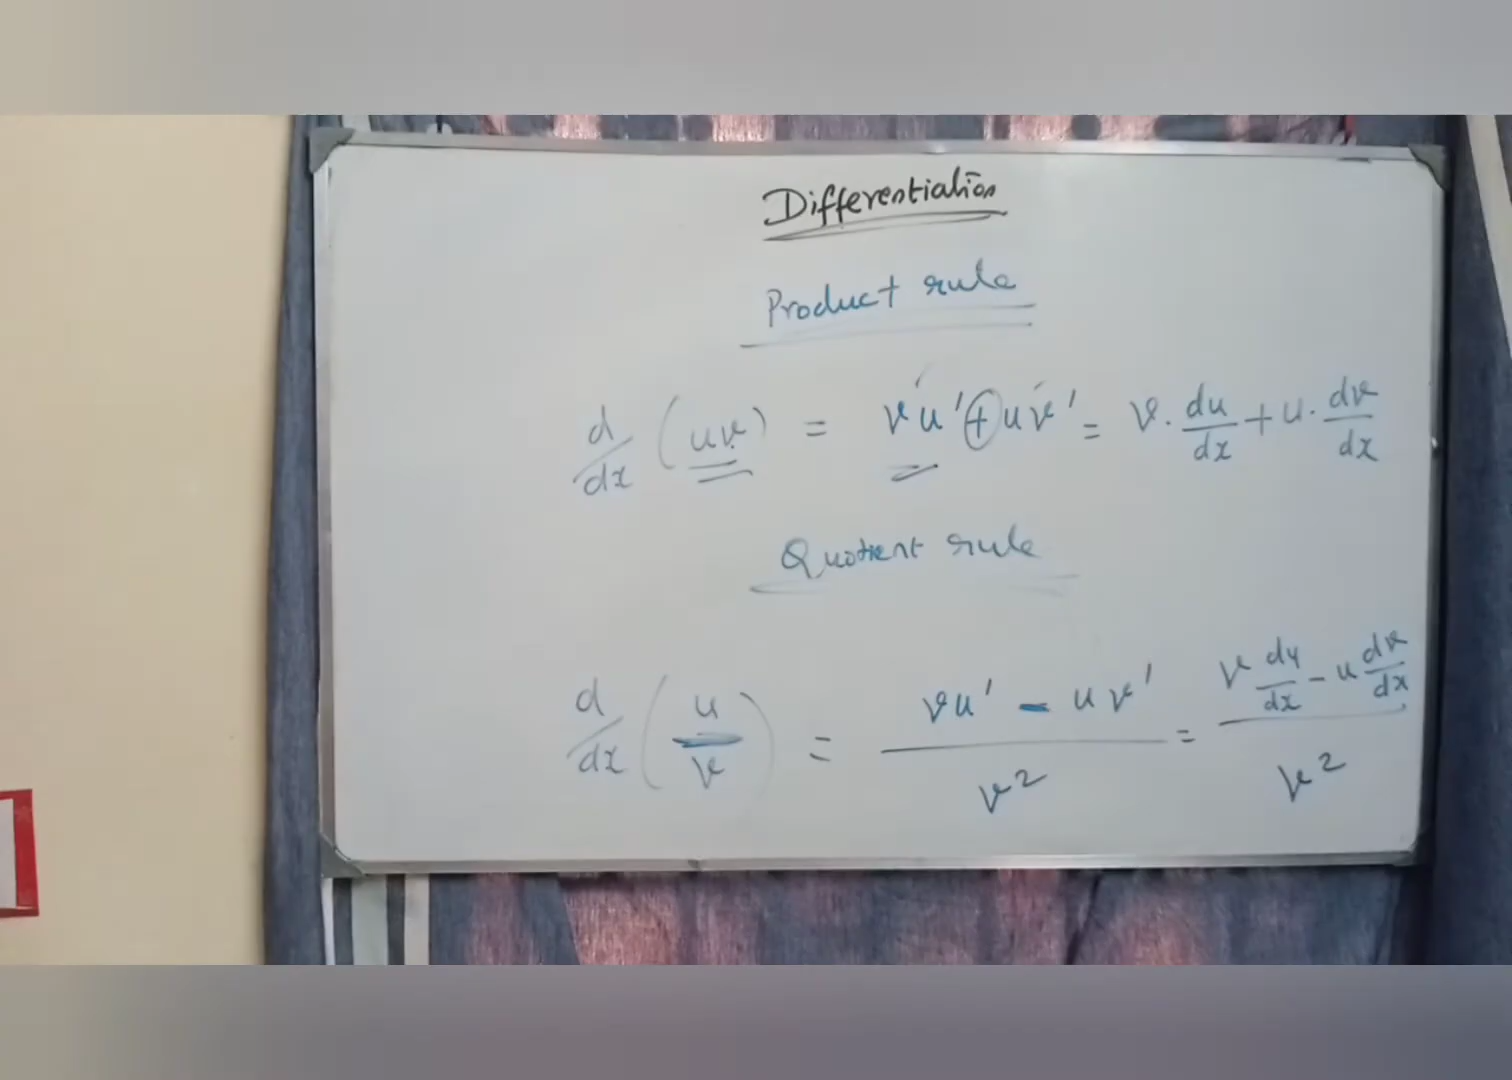 Differentiation
Product rule
d/dx (uv) = vu' + uv' = v. du/dx + u. dv/dx
Quotient rule
d/dx (u/v) = (vu' - uv')/v² = (v du/dx - u dv/dx)/v²